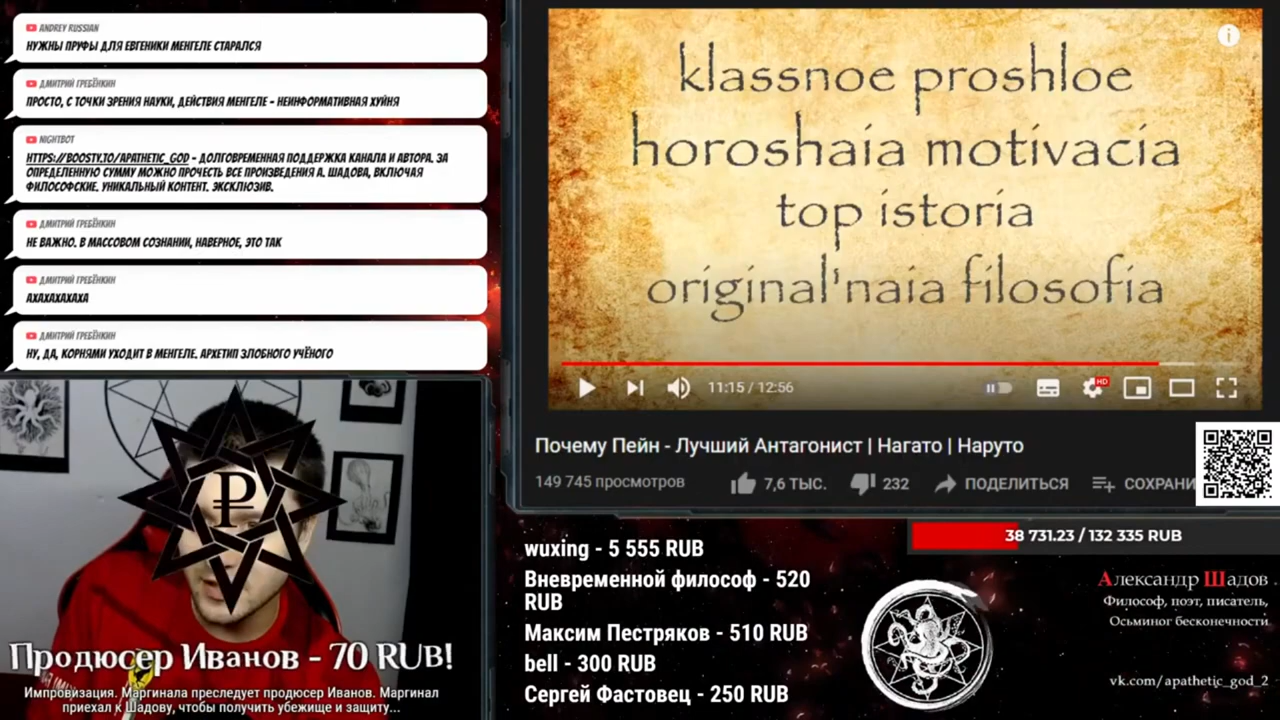 ANDREY RUSSIAN
НУЖНЫ ПРУФЫ ДЛЯ ЕВГЕНИКИ МЕНГЕЛЕ СТАРАЛСЯ
ДМИТРИЙ ГРЕБЁНКИН
ПРОСТО, С ТОЧКИ ЗРЕНИЯ НАУКИ, ДЕЙСТВИЯ МЕНГЕЛЕ - НЕИНФОРМАТИВНАЯ ХУЙНЯ
NIGHTBOT
HTTPS://BOOSTY.TO/APATHETIC_GOD - ДОЛГОВРЕМЕННАЯ ПОДДЕРЖКА КАНАЛА И АВТОРА. ЗА
ОПРЕДЕЛЕННУЮ СУММУ МОЖНО ПРОЧЕСТЬ ВСЕ ПРОИЗВЕДЕНИЯ А. ШАДОВА, ВКЛЮЧАЯ
ФИЛОСОФСКИЕ. УНИКАЛЬНЫЙ КОНТЕНТ. ЭКСКЛЮЗИВ.
ДМИТРИЙ ГРЕБЁНКИН
НЕ ВАЖНО. В МАССОВОМ СОЗНАНИИ, НАВЕРНОЕ, ЭТО ТАК
ДМИТРИЙ ГРЕБЁНКИН
АХАХАХАХАХА
ДМИТРИЙ ГРЕБЁНКИН
НУ, ДА, КОРНЯМИ УХОДИТ В МЕНГЕЛЕ. АРХЕТИП ЗЛОБНОГО УЧЁНОГО
klassnoe proshloe
horoshaia motivacia
top istoria
original'naia filosofia
11:15 / 12:56
HD
Почему Пейн - Лучший Антагонист | Нагато | Наруто
149 745 просмотров
7,6 ТЫС.
232
ПОДЕЛИТЬСЯ
СОХРАНИ
₽
Продюсер Иванов - 70 RUB!
Импровизация. Маргинала преследует продюсер Иванов. Маргинал
приехал к Шадову, чтобы получить убежище и защиту...
wuxing - 5 555 RUB
Вневременной философ - 520
RUB
Максим Пестряков - 510 RUB
bell - 300 RUB
Сергей Фастовец - 250 RUB
38 731.23 / 132 335 RUB
Александр Шадов
Философ, поэт, писатель,
Осьминог бесконечности
vk.com/apathetic_god_2